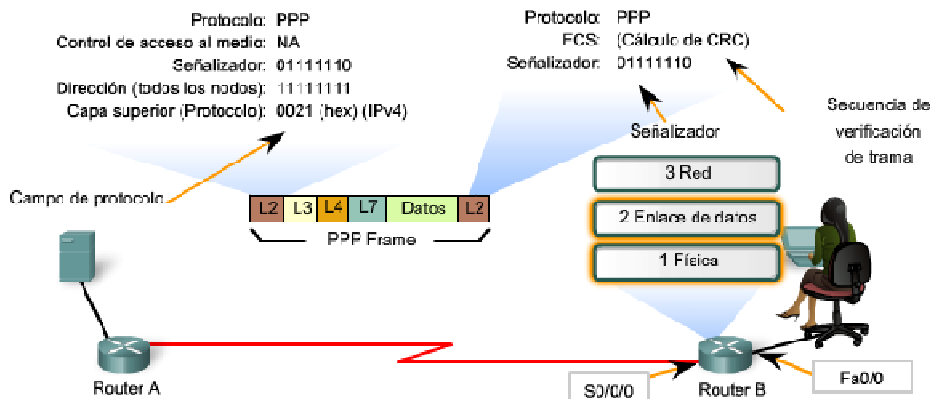 Protocolo: PPP
Control de acceso al medio: NA
Señalizador: 01111110
Dirección (todos los nodos): 11111111
Capa superior (Protocolo): 0021 (hex) (IPv4)
Protocolo: PPP
FCS: (Cálculo de CRC)
Señalizador: 01111110
Secuencia de
verificación
de trama
Señalizador
Campo de protocolo
L2 L3 L4 L7 Datos L2
PPP Frame
3 Red
2 Enlace de datos
1 Física
Router A
S0/0/0
Router B
Fa0/0